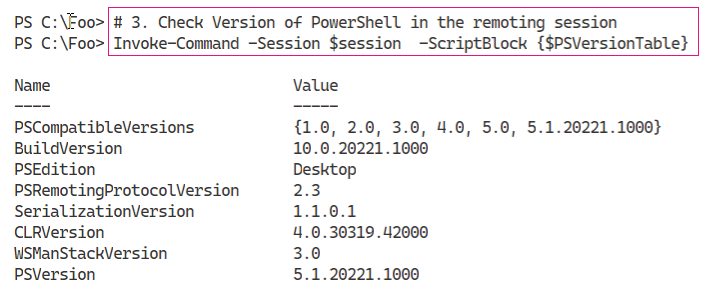 PS C:\Foo> # 3. Check Version of PowerShell in the remoting session
PS C:\Foo> Invoke-Command -Session $session  -ScriptBlock {$PSVersionTable}
Name                           Value
----                           -----
PSCompatibleVersions           {1.0, 2.0, 3.0, 4.0, 5.0, 5.1.20221.1000}
BuildVersion                   10.0.20221.1000
PSEdition                      Desktop
PSRemotingProtocolVersion      2.3
SerializationVersion           1.1.0.1
CLRVersion                     4.0.30319.42000
WSManStackVersion              3.0
PSVersion                      5.1.20221.1000